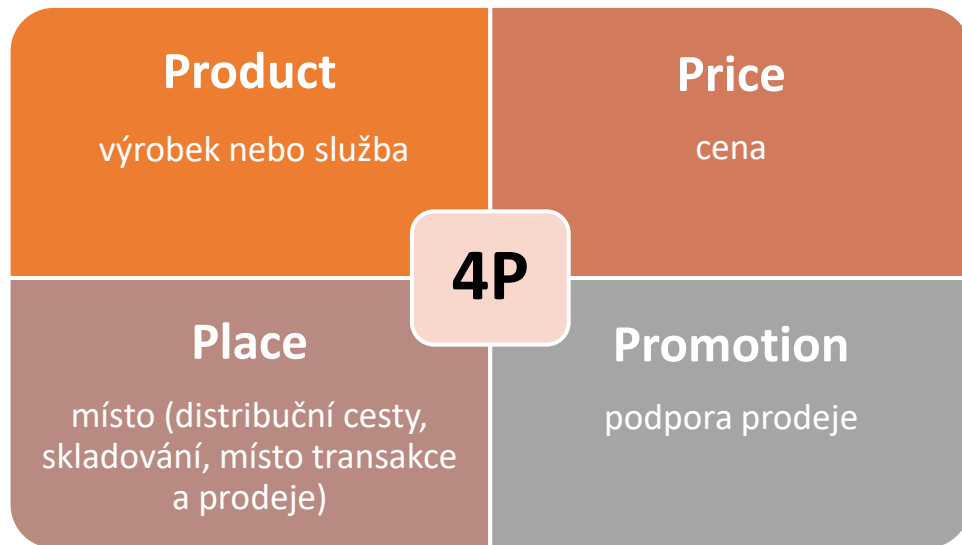 Product
výrobek nebo služba
Price
cena
4P
Place
místo (distribuční cesty,
skladování, místo transakce
a prodeje)
Promotion
podpora prodeje